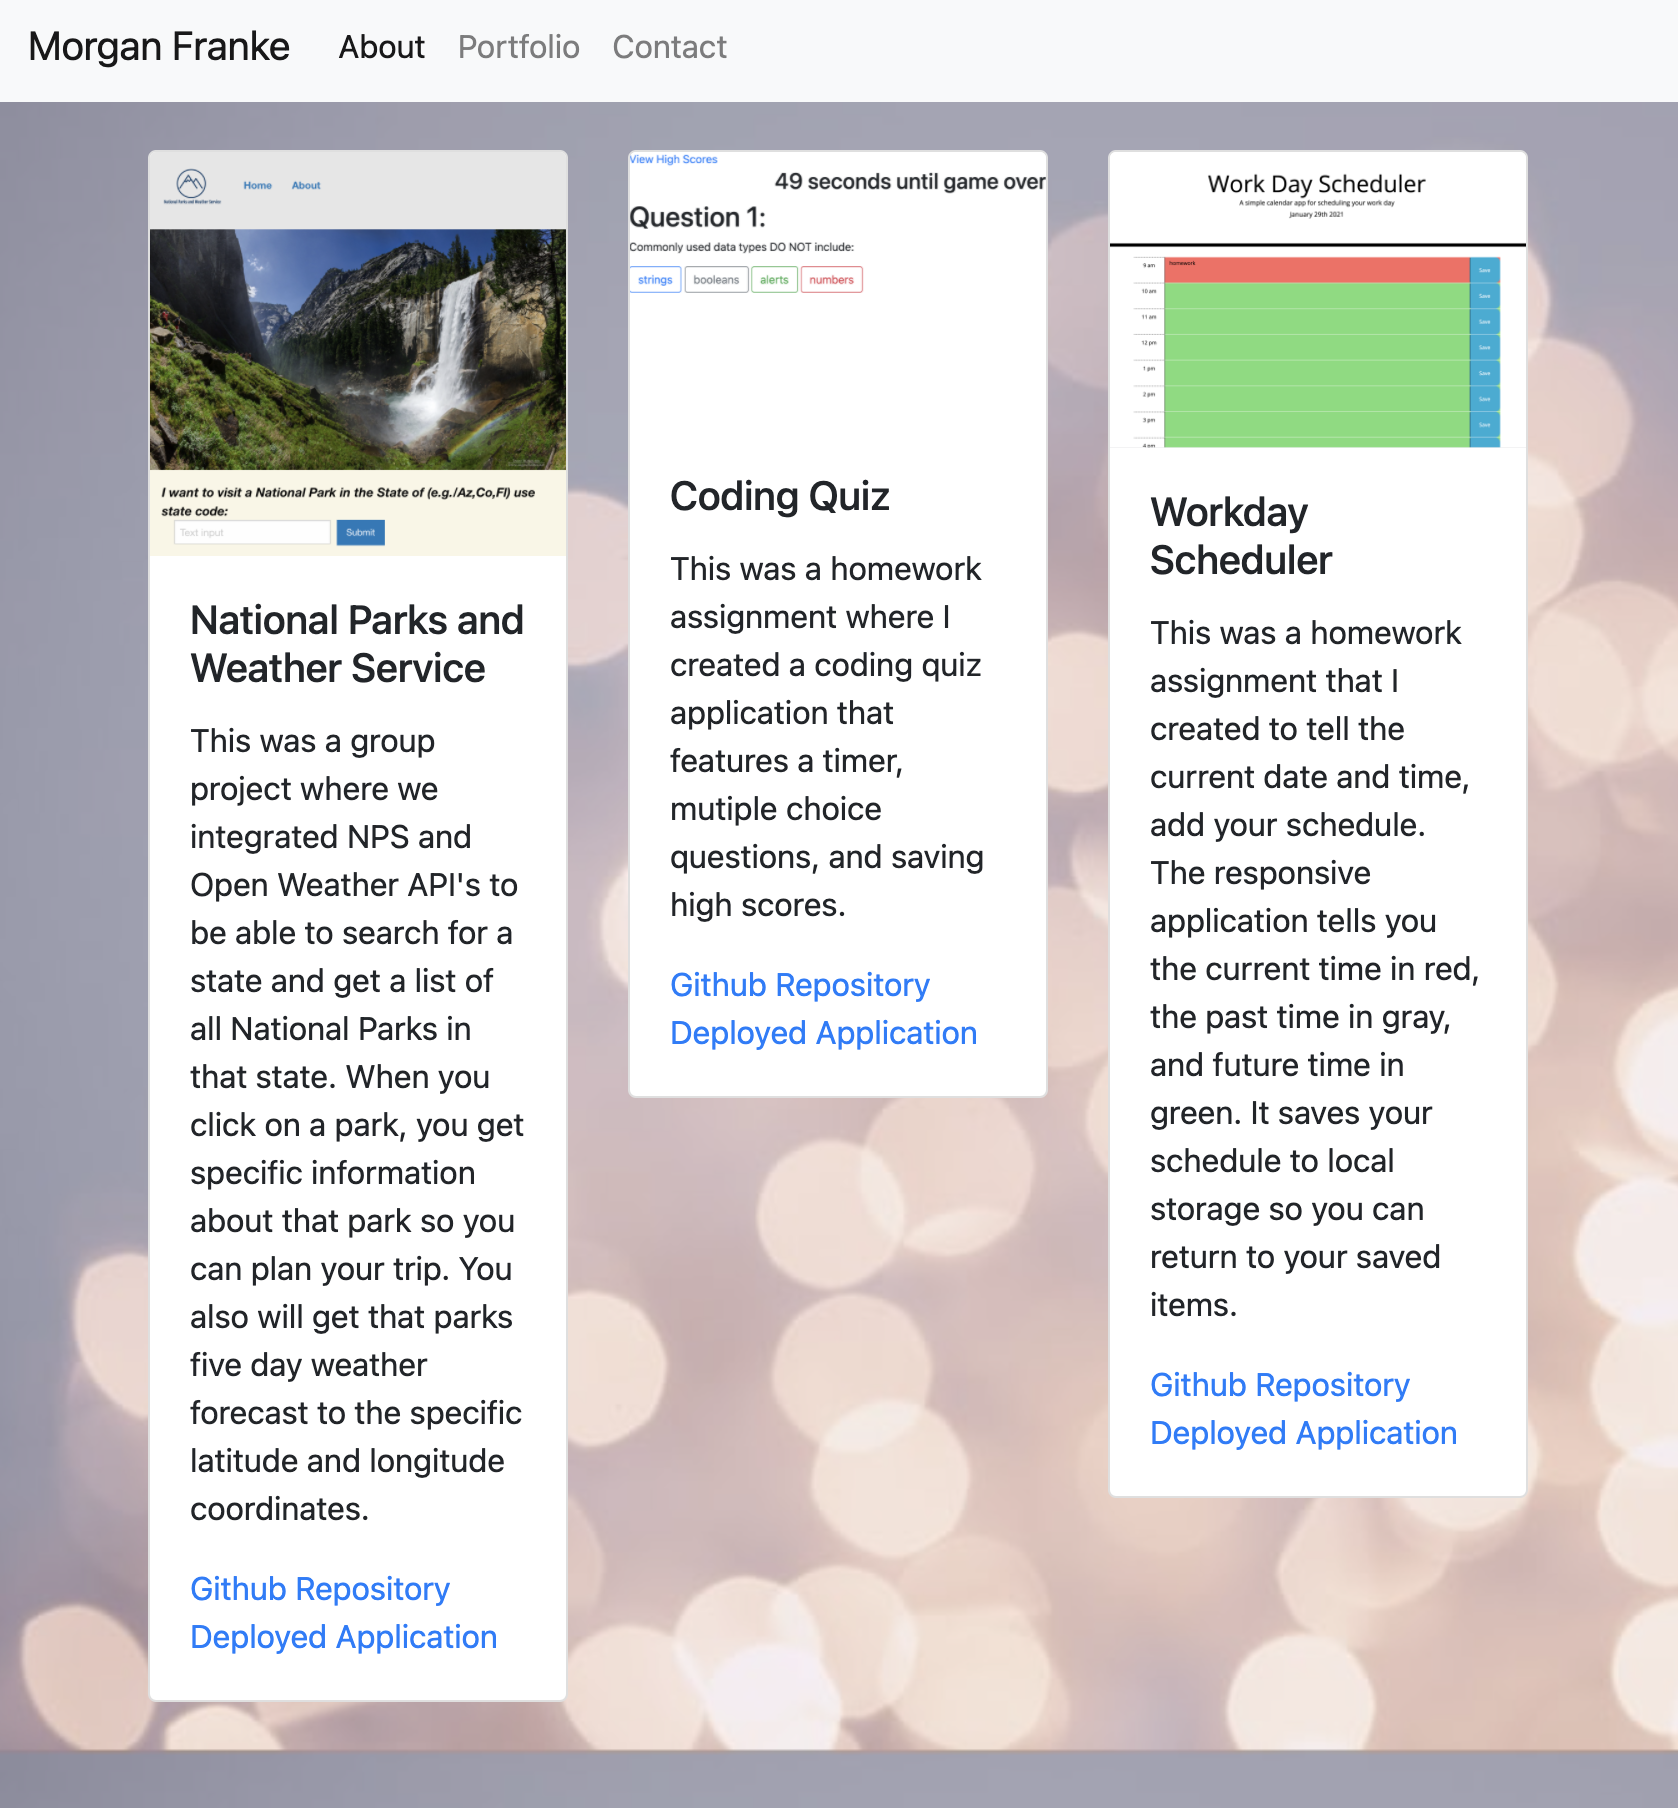 Morgan Franke About Portfolio Contact
National Parks and Weather Service
Home About
I want to visit a National Park in the State of (e.g./Az,Co,Fl) use
state code:
Text input Submit
National Parks and
Weather Service
This was a group
project where we
integrated NPS and
Open Weather API's to
be able to search for a
state and get a list of
all National Parks in
that state. When you
click on a park, you get
specific information
about that park so you
can plan your trip. You
also will get that parks
five day weather
forecast to the specific
latitude and longitude
coordinates.
Github Repository
Deployed Application
View High Scores
49 seconds until game over
Question 1:
Commonly used data types DO NOT include:
strings booleans alerts numbers
Coding Quiz
This was a homework
assignment where I
created a coding quiz
application that
features a timer,
mutiple choice
questions, and saving
high scores.
Github Repository
Deployed Application
Work Day Scheduler
A simple calendar app for scheduling your work day
January 29th 2021
9 am homework Save
10 am Save
11 am Save
12 pm Save
1 pm Save
2 pm Save
3 pm Save
4 pm
Workday
Scheduler
This was a homework
assignment that I
created to tell the
current date and time,
add your schedule.
The responsive
application tells you
the current time in red,
the past time in gray,
and future time in
green. It saves your
schedule to local
storage so you can
return to your saved
items.
Github Repository
Deployed Application